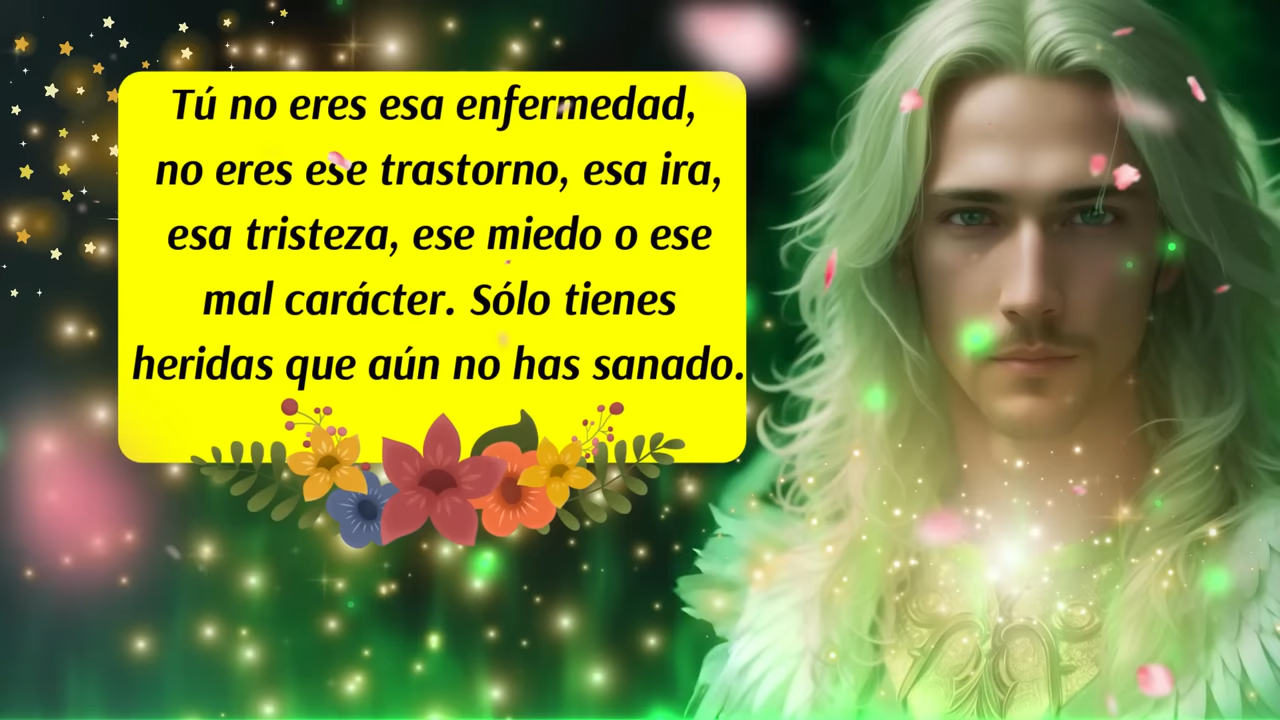 Tú no eres esa enfermedad,
no eres ese trastorno, esa ira,
esa tristeza, ese miedo o ese
mal carácter. Sólo tienes
heridas que aún no has sanado.